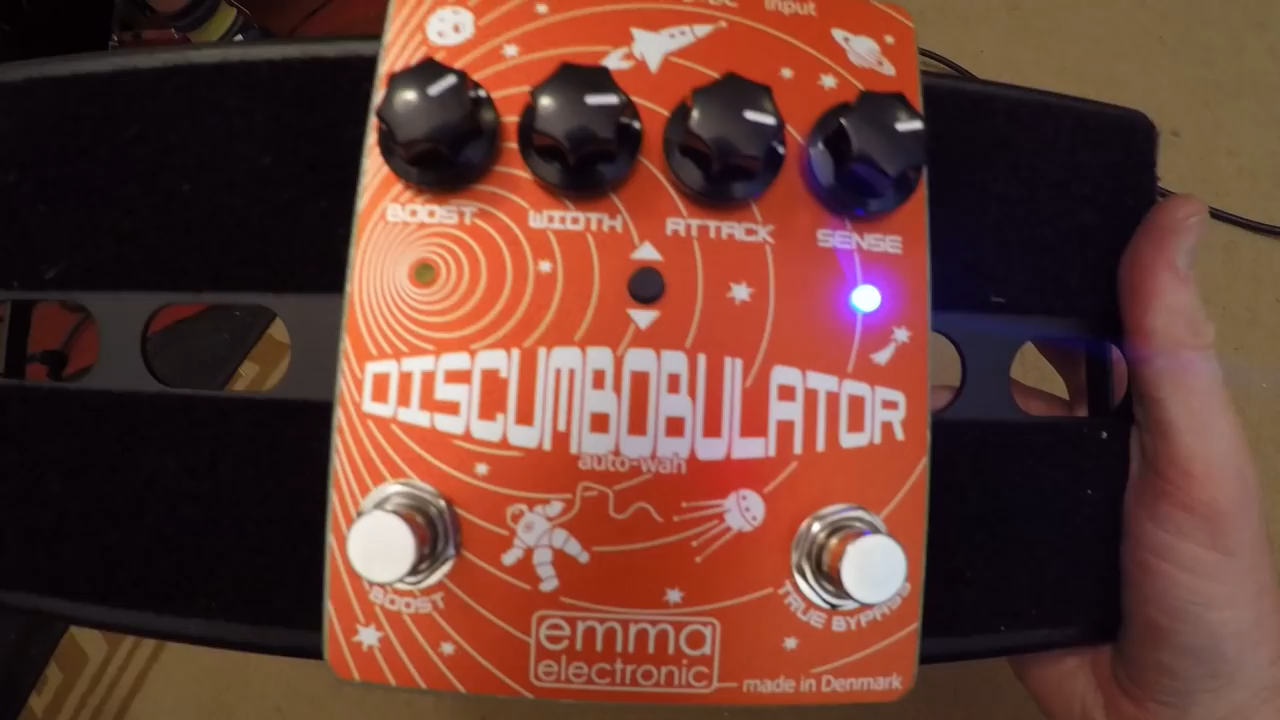 Input
BOOST WIDTH ATTACK SENSE
DISCUMBOBULATOR
auto-wah
BOOST
TRUE BYPASS
emma
electronic
made in Denmark